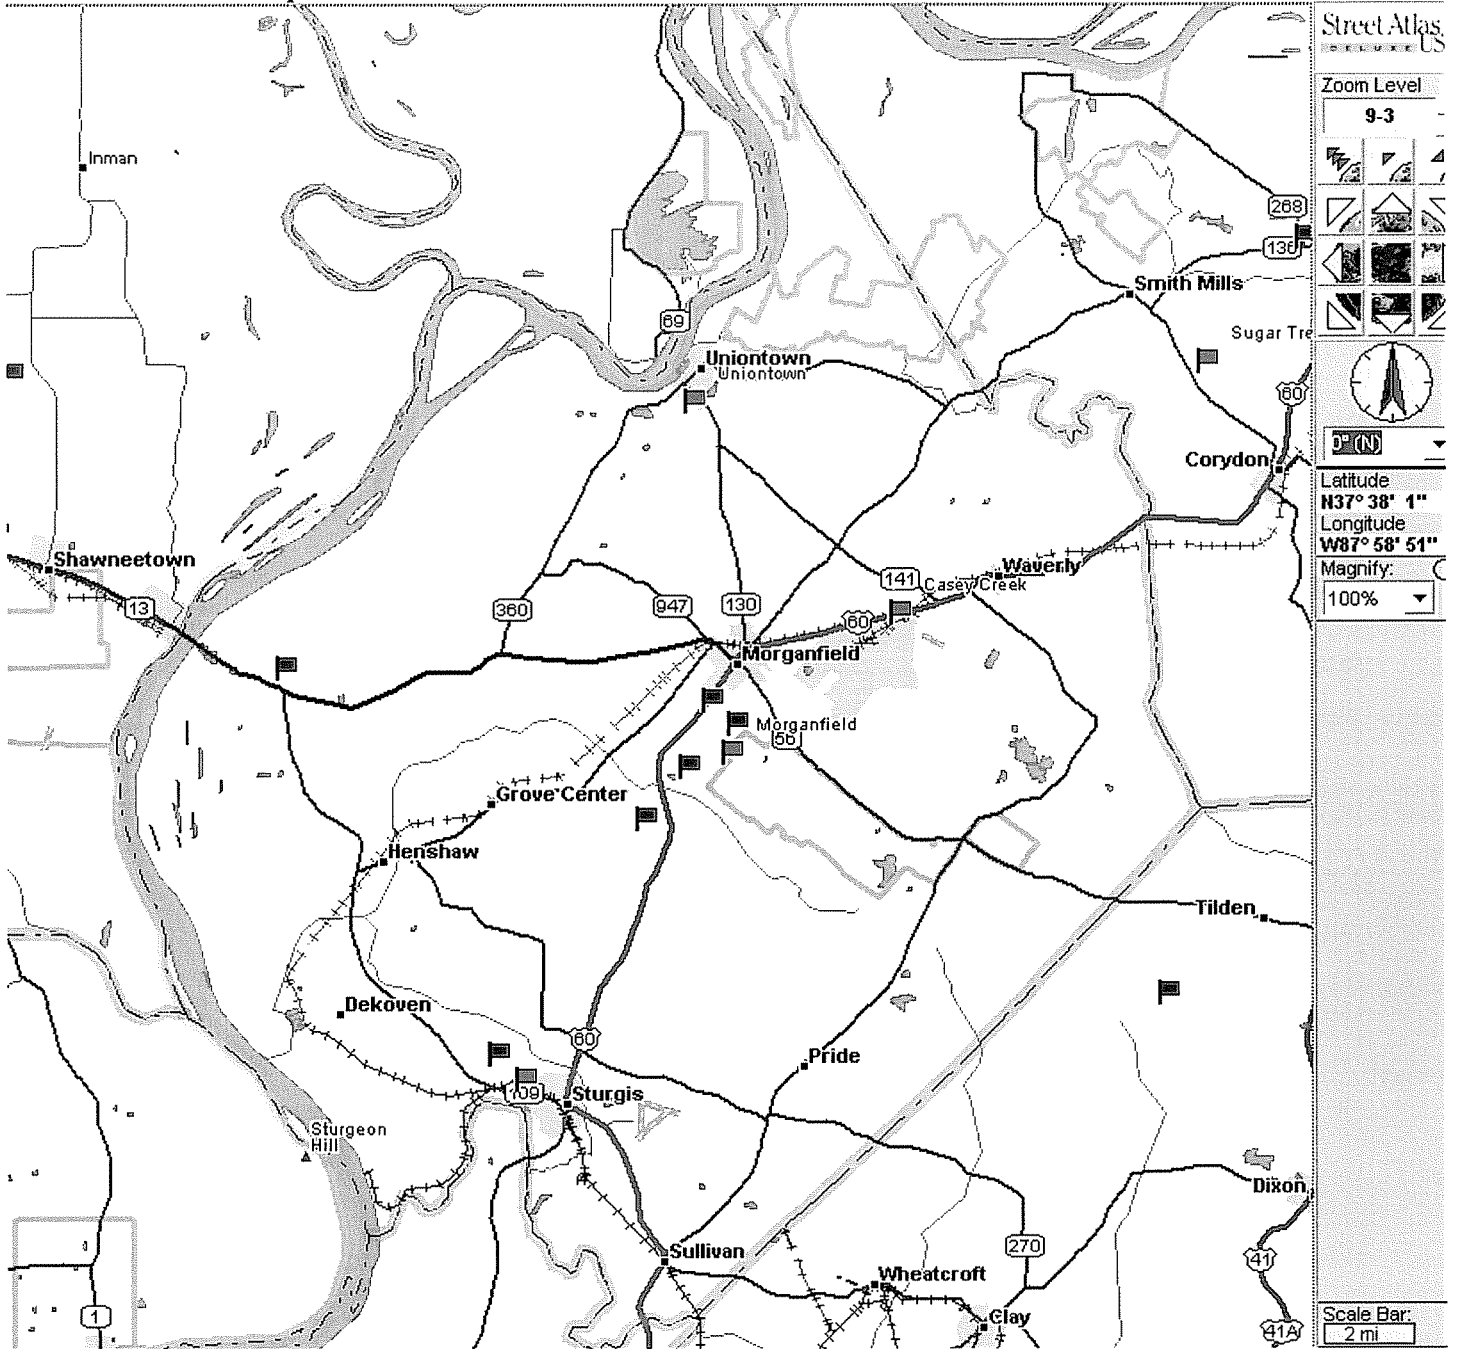 Inman
268
136
Smith Mills
Sugar Tre
69
Uniontown
Uniontown
60
Corydon
Shawneetown
13
360
947
130
141
Waverly
Casey Creek
60
Morganfield
Morganfield
56
Grove Center
Henshaw
Tilden
Dekoven
60
Pride
109
Sturgis
Sturgeon
Hill
Dixon
270
41
Sullivan
Wheatcroft
Clay
1
41A
Street Atlas
DELUXE US
Zoom Level
9-3
0° (N)
Latitude
N37° 38' 1"
Longitude
W87° 58' 51"
Magnify:
100%
Scale Bar:
2 mi